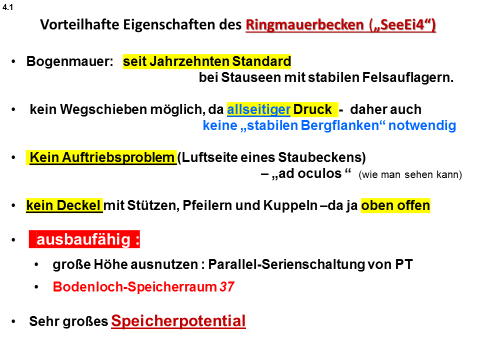 4.1
Vorteilhafte Eigenschaften des Ringmauerbecken („SeeEi4“)
• Bogenmauer: seit Jahrzehnten Standard
bei Stauseen mit stabilen Felsauflagern.
• kein Wegschieben möglich, da allseitiger Druck - daher auch
keine „stabilen Bergflanken“ notwendig
• Kein Auftriebsproblem (Luftseite eines Staubeckens)
– „ad oculos “ (wie man sehen kann)
• kein Deckel mit Stützen, Pfeilern und Kuppeln –da ja oben offen
• ausbaufähig :
• große Höhe ausnutzen : Parallel-Serienschaltung von PT
• Bodenloch-Speicherraum 37
• Sehr großes Speicherpotential